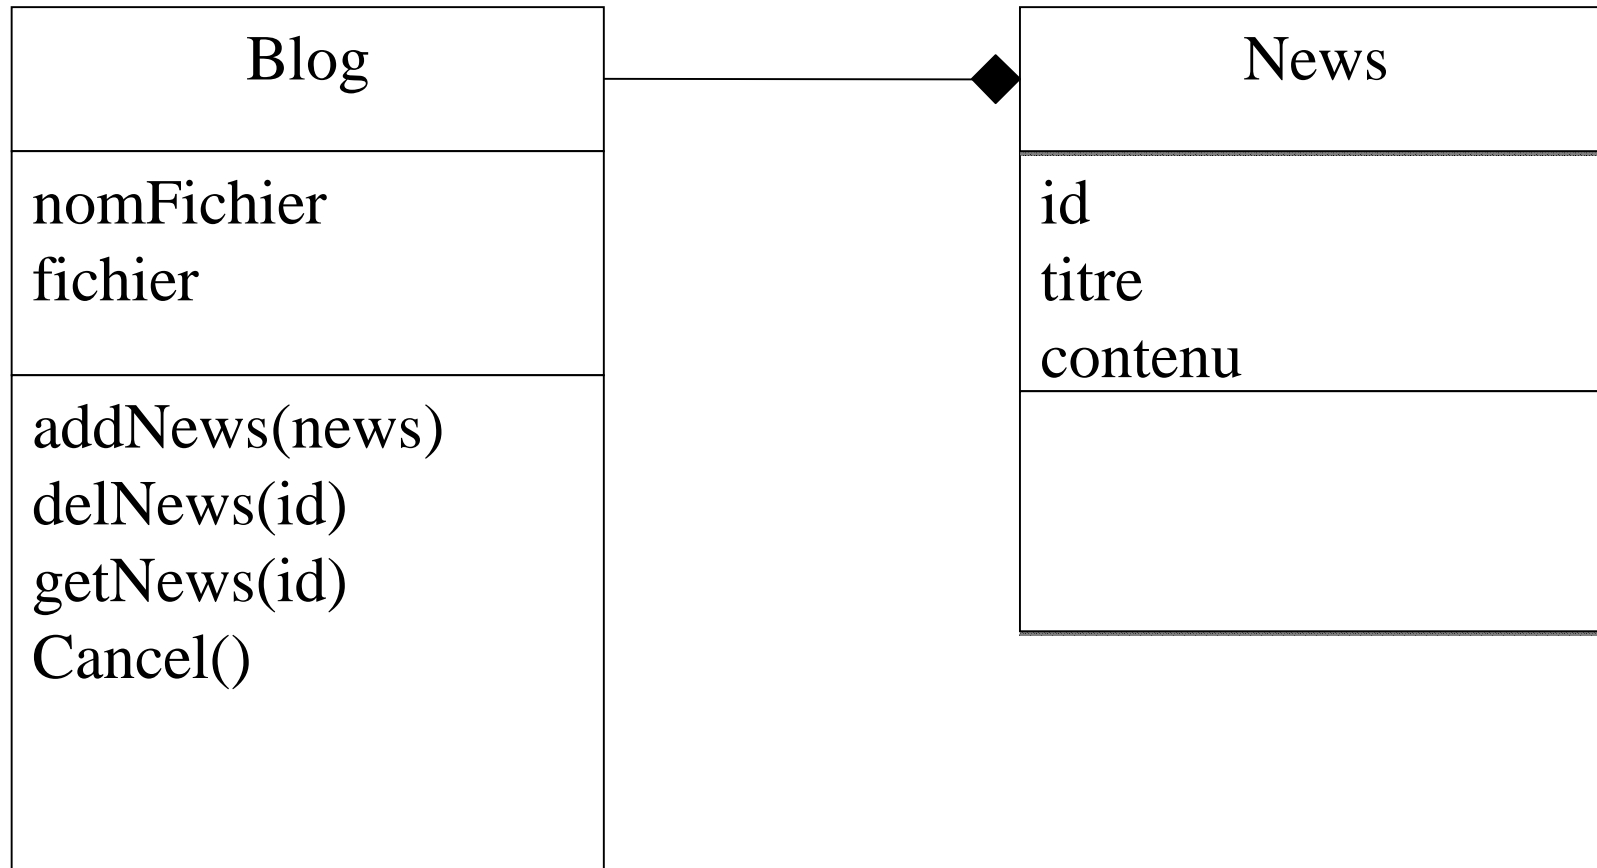 Blog
nomFichier
fichier
addNews(news)
delNews(id)
getNews(id)
Cancel()
News
id
titre
contenu